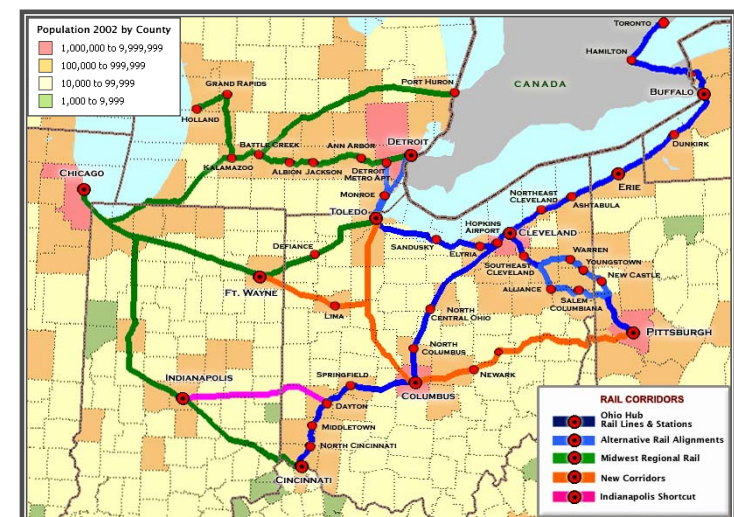 Population 2002 by County
1,000,000 to 9,999,999
100,000 to 999,999
10,000 to 99,999
1,000 to 9,999
TORONTO
HAMILTON
BUFFALO
DUNKIRK
CANADA
PORT HURON
GRAND RAPIDS
HOLLAND
BATTLE CREEK
KALAMAZOO
ALBION
JACKSON
ANN ARBOR
DETROIT
DETROIT
METRO APT.
MONROE
CHICAGO
TOLEDO
ERIE
NORTHEAST
CLEVELAND
ASHTABULA
HOPKINS
AIRPORT
CLEVELAND
SANDUSKY
ELYRIA
SOUTHEAST
CLEVELAND
WARREN
YOUNGSTOWN
NEW CASTLE
ALLIANCE
SALEM
COLUMBIANA
PITTSBURGH
DEFIANCE
FT. WAYNE
LIMA
NORTH
CENTRAL OHIO
NORTH
COLUMBUS
SPRINGFIELD
COLUMBUS
NEWARK
INDIANAPOLIS
DAYTON
MIDDLETOWN
NORTH CINCINNATI
CINCINNATI
RAIL CORRIDORS
Ohio Hub
Rail Lines & Stations
Alternative Rail Alignments
Midwest Regional Rail
New Corridors
Indianapolis Shortcut